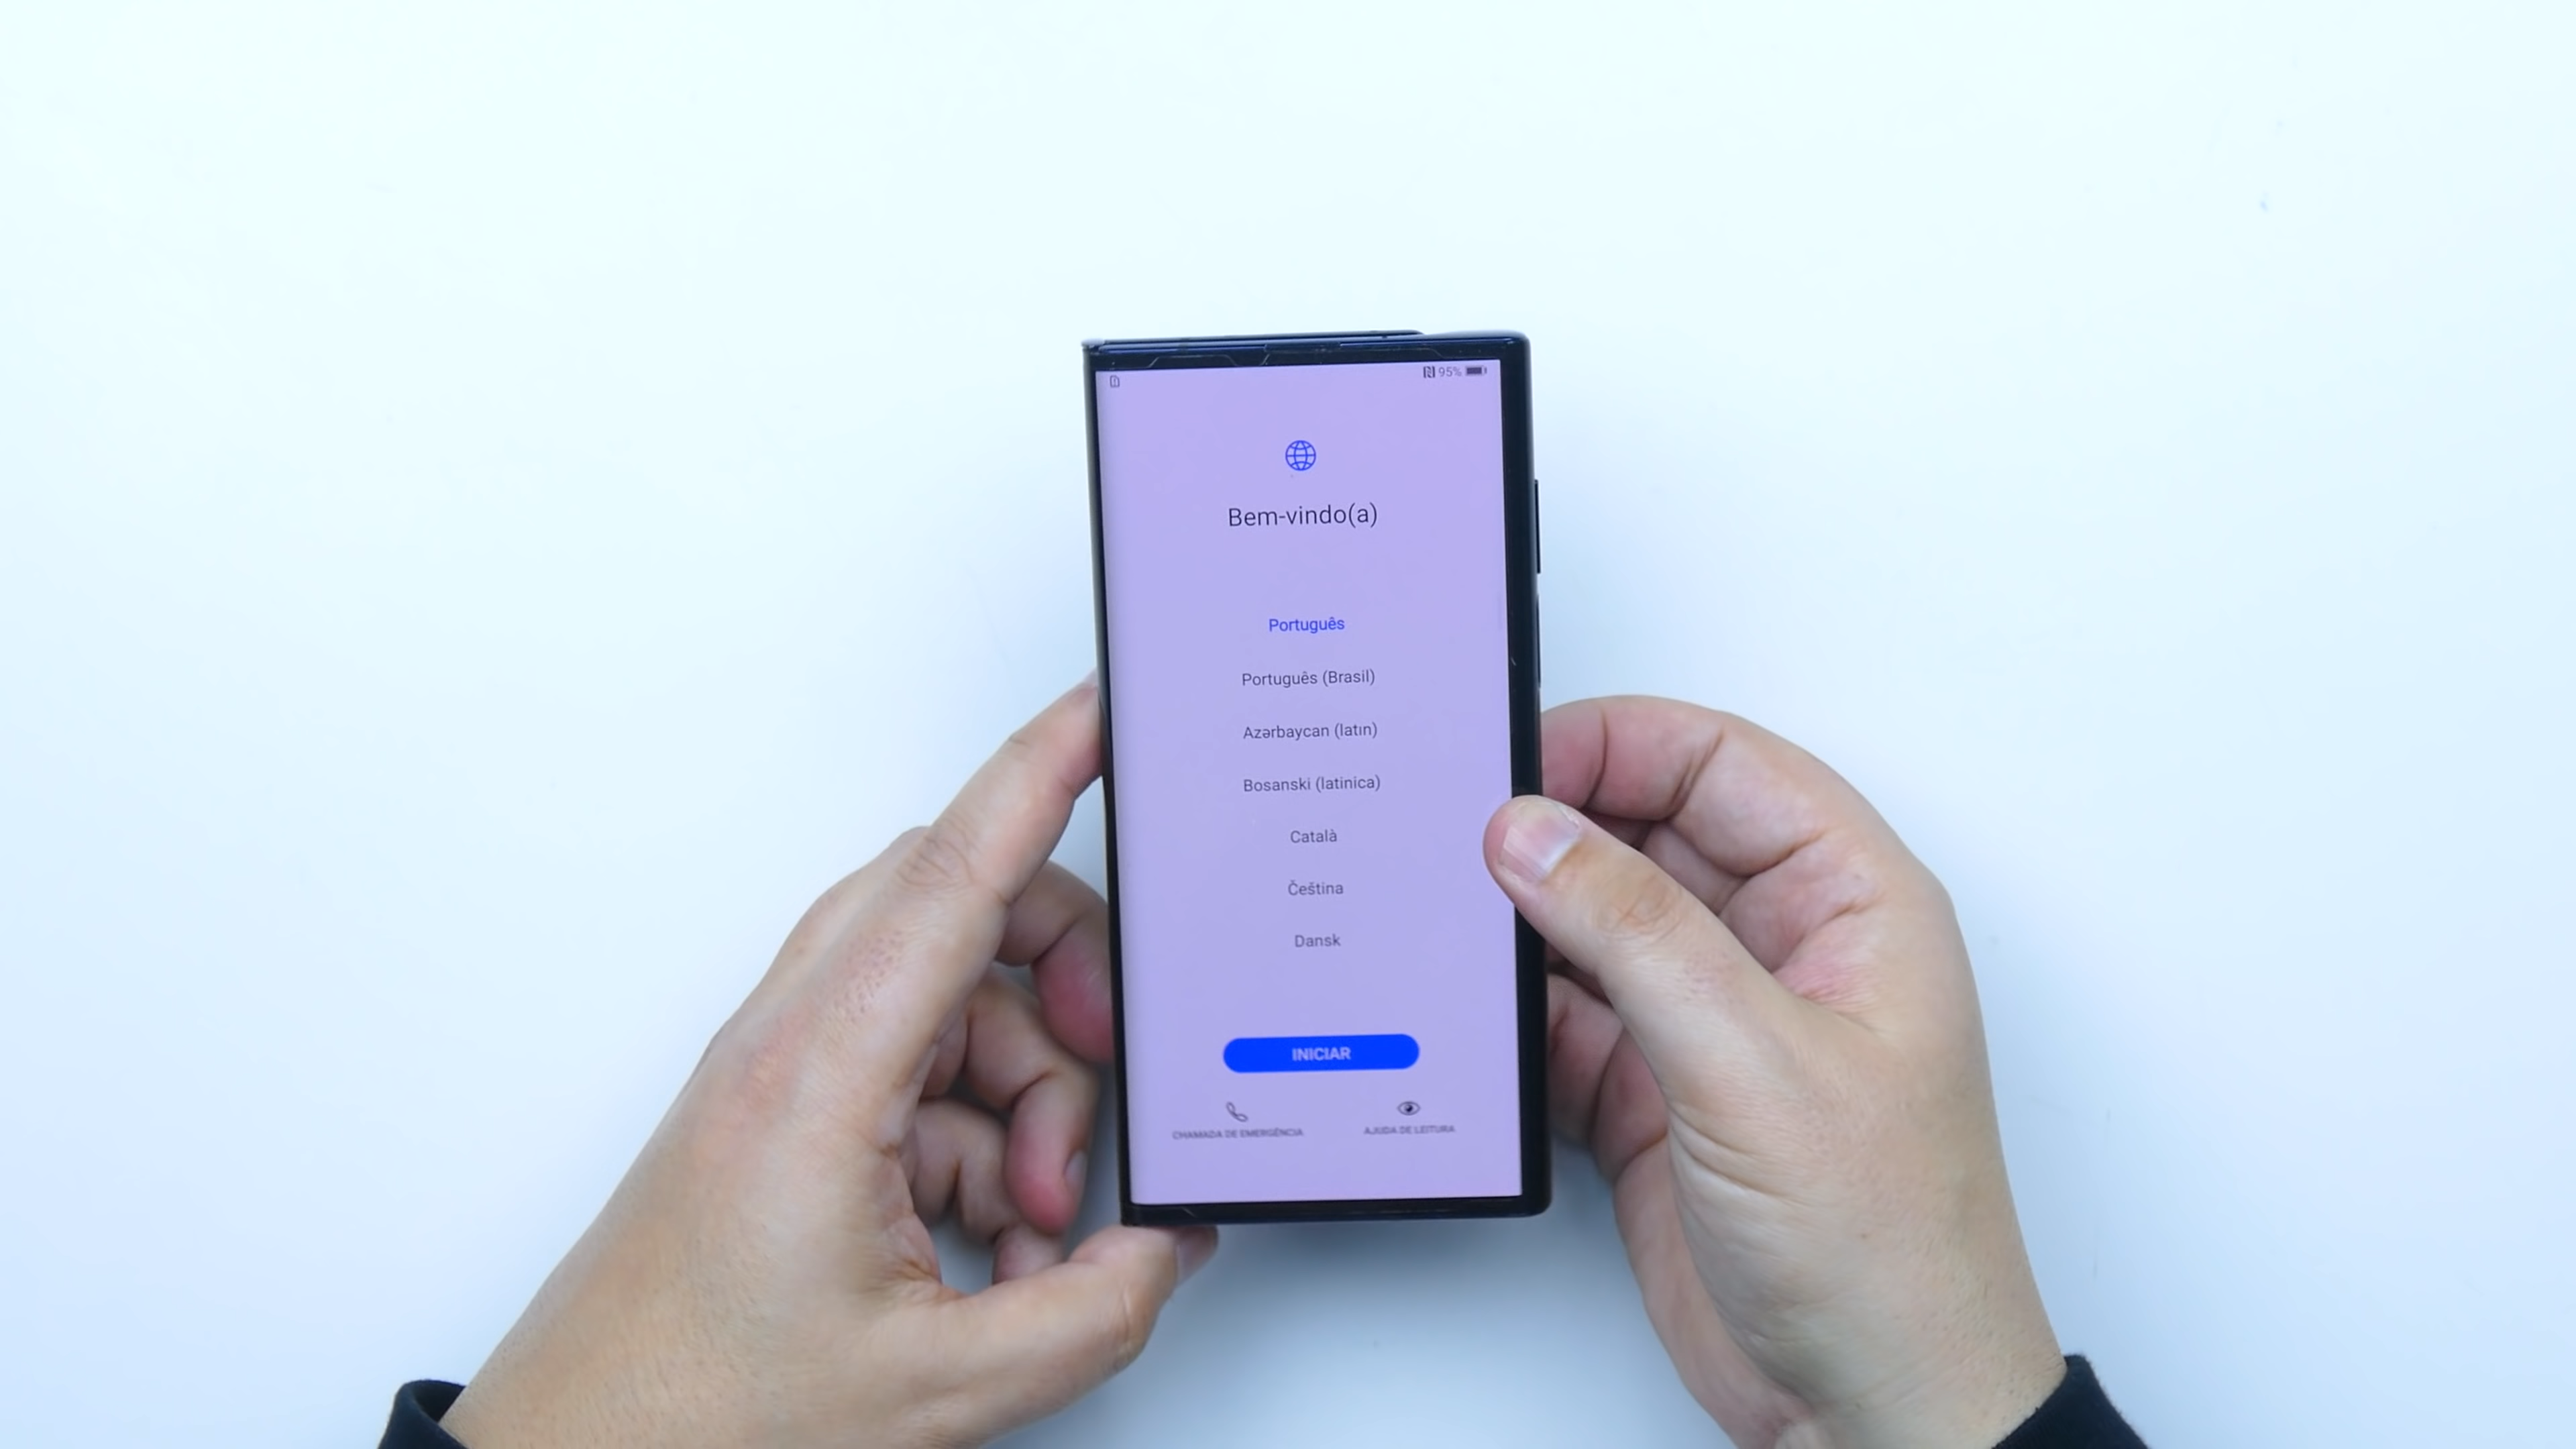 95%
Bem-vindo(a)
Português
Português (Brasil)
Azərbaycan (latın)
Bosanski (latinica)
Català
Čeština
Dansk
INICIAR
CHAMADA DE EMERGÊNCIA
AJUDA DE LEITURA